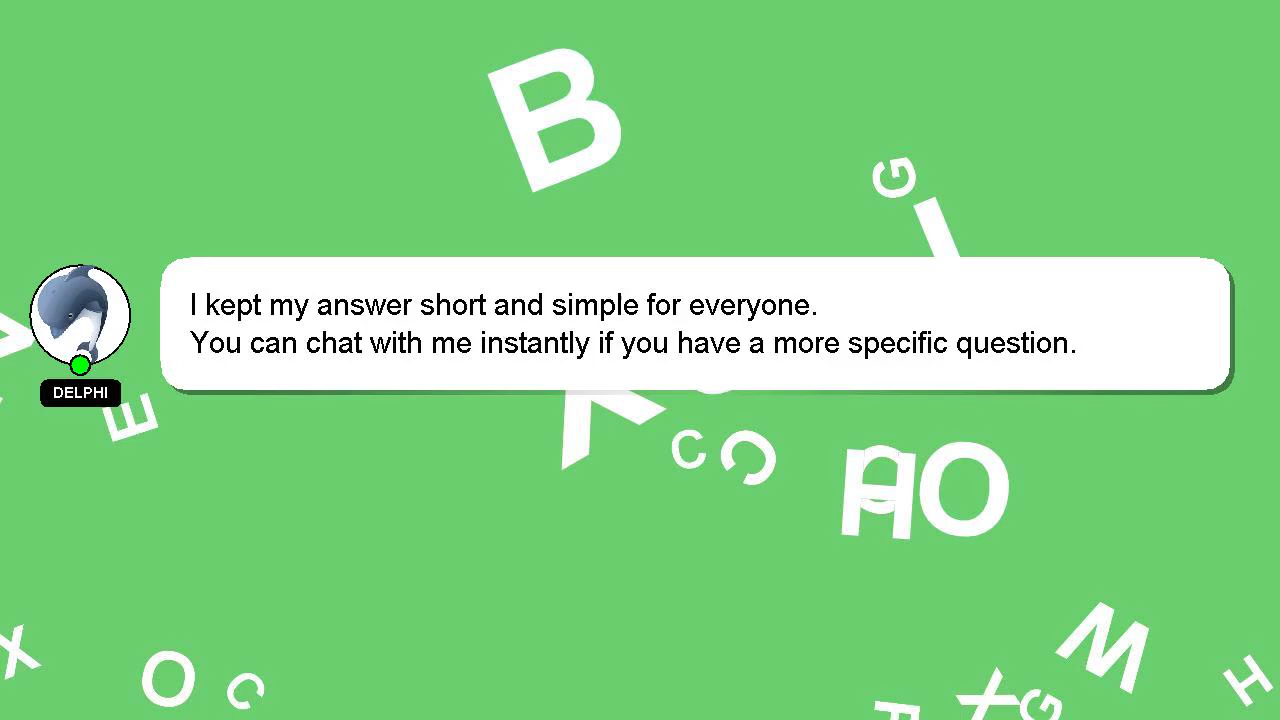 B
G
I
I kept my answer short and simple for everyone.
You can chat with me instantly if you have a more specific question.
DELPHI
E
C
C
H
O
X
O
C
M
H
X
G